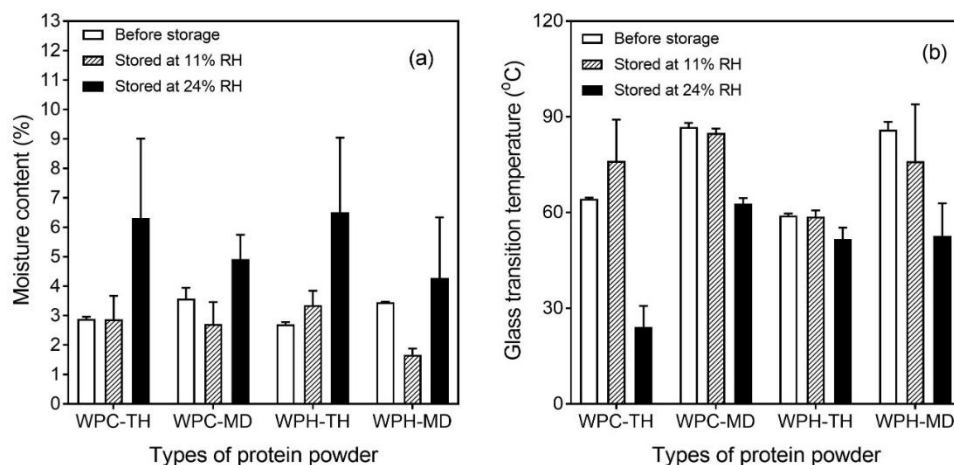 13
12
11
10
9
8
7
6
5
4
3
2
1
0
Moisture content (%)
Before storage
Stored at 11% RH
Stored at 24% RH
(a)
WPC-TH WPC-MD WPH-TH WPH-MD
Types of protein powder
120
90
60
30
0
Glass transition temperature (⁰C)
Before storage
Stored at 11% RH
Stored at 24% RH
(b)
WPC-TH WPC-MD WPH-TH WPH-MD
Types of protein powder